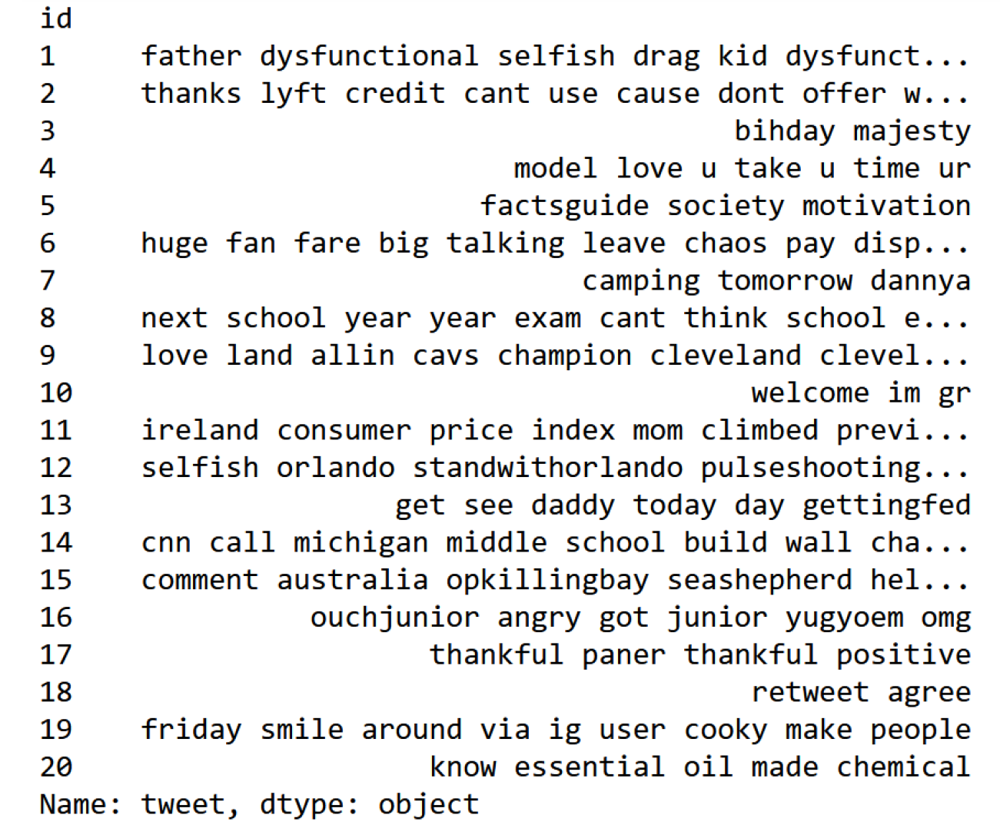 id
1 father dysfunctional selfish drag kid dysfunct...
2 thanks lyft credit cant use cause dont offer w...
3 bihday majesty
4 model love u take u time ur
5 factsguide society motivation
6 huge fan fare big talking leave chaos pay disp...
7 camping tomorrow dannya
8 next school year year exam cant think school e...
9 love land allin cavs champion cleveland clevel...
10 welcome im gr
11 ireland consumer price index mom climbed previ...
12 selfish orlando standwithorlando pulseshooting...
13 get see daddy today day gettingfed
14 cnn call michigan middle school build wall cha...
15 comment australia opkillingbay seashepherd hel...
16 ouchjunior angry got junior yugyoem omg
17 thankful paner thankful positive
18 retweet agree
19 friday smile around via ig user cooky make people
20 know essential oil made chemical
Name: tweet, dtype: object